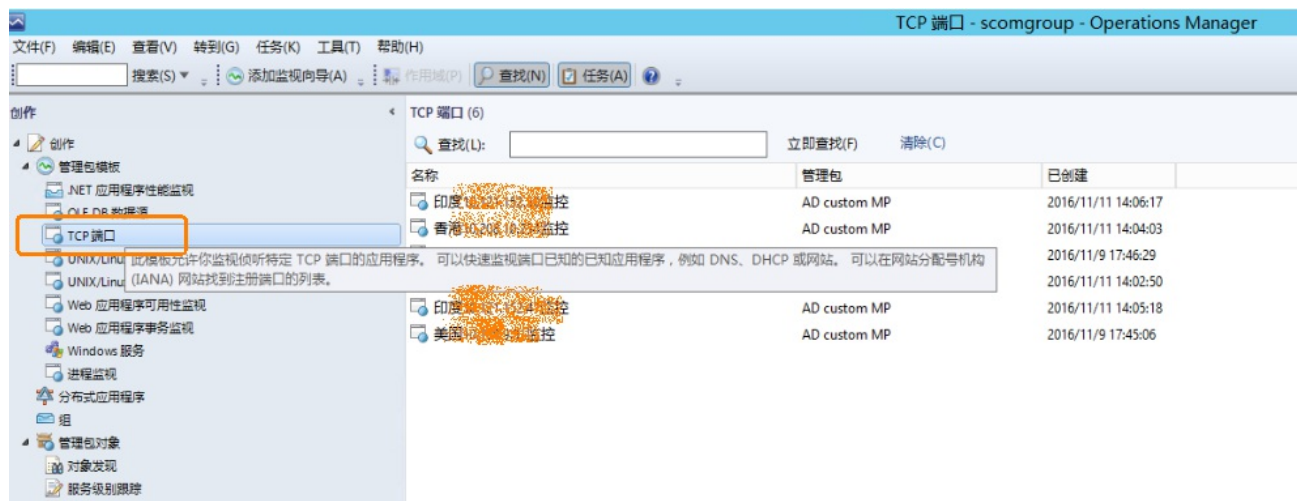 TCP 端口 - scomgroup - Operations Manager
文件(F) 编辑(E) 查看(V) 转到(G) 任务(K) 工具(T) 帮助(H)
搜索(S) 添加监视向导(A) 作用域(P) 查找(N) 任务(A)
创作
TCP 端口 (6)
创作
查找(L): 立即查找(F) 清除(C)
管理包模板
名称 管理包 已创建
.NET 应用程序性能监视
印度 监控 AD custom MP 2016/11/11 14:06:17
OLE DB 数据源
香港 监控 AD custom MP 2016/11/11 14:04:03
TCP 端口
2016/11/9 17:46:29
UNIX/Linu
此模板允许你监视侦听特定 TCP 端口的应用程序。 可以快速监视端口已知的已知应用程序，例如 DNS、DHCP 或网站。 可以在网站分配号机构
(IANA) 网站找到注册端口的列表。
UNIX/Linu
2016/11/11 14:02:50
Web 应用程序可用性监视
印度 监控 AD custom MP 2016/11/11 14:05:18
Web 应用程序事务监视
美国 监控 AD custom MP 2016/11/9 17:45:06
Windows 服务
进程监视
分布式应用程序
组
管理包对象
对象发现
服务级别跟踪